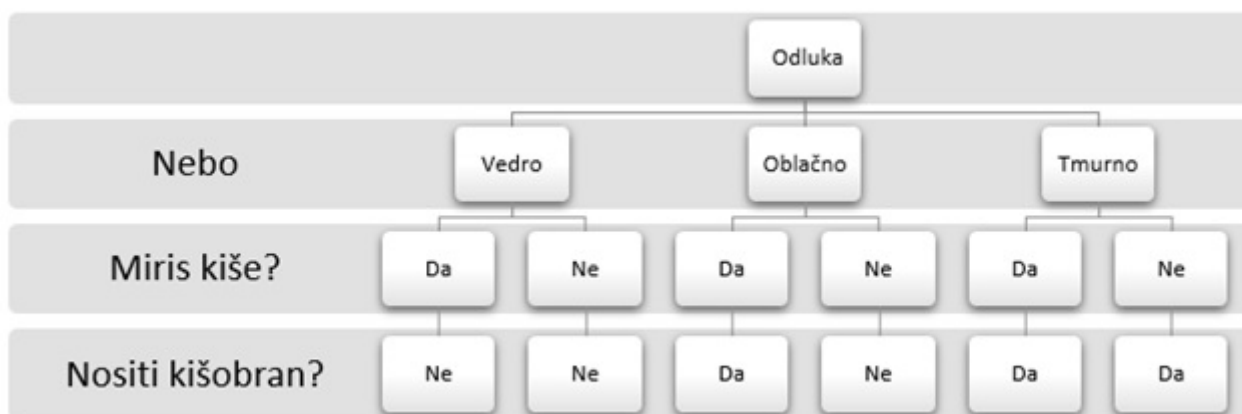 Odluka
Nebo Vedro Oblačno Tmurno
Miris kiše? Da Ne Da Ne Da Ne
Nositi kišobran? Ne Ne Da Ne Da Da